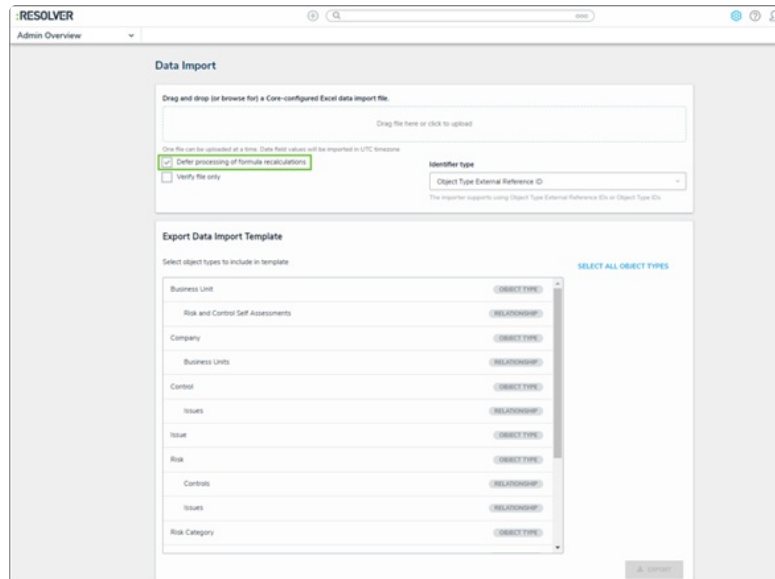 :RESOLVER
Admin Overview
Data Import
Drag and drop (or browse for) a Core-configured Excel data import file.
Drag file here or click to upload
One file can be uploaded at a time. Date field values will be imported in UTC timezone
Defer processing of formula recalculations
Verify file only
Identifier type
Object Type External Reference ID
The importer supports using Object Type External Reference IDs or Object Type IDs
Export Data Import Template
Select object types to include in template
SELECT ALL OBJECT TYPES
Business Unit OBJECT TYPE
Risk and Control Self Assessments RELATIONSHIP
Company OBJECT TYPE
Business Units RELATIONSHIP
Control OBJECT TYPE
Issues RELATIONSHIP
Issue OBJECT TYPE
Risk OBJECT TYPE
Controls RELATIONSHIP
Issues RELATIONSHIP
Risk Category OBJECT TYPE
EXPORT